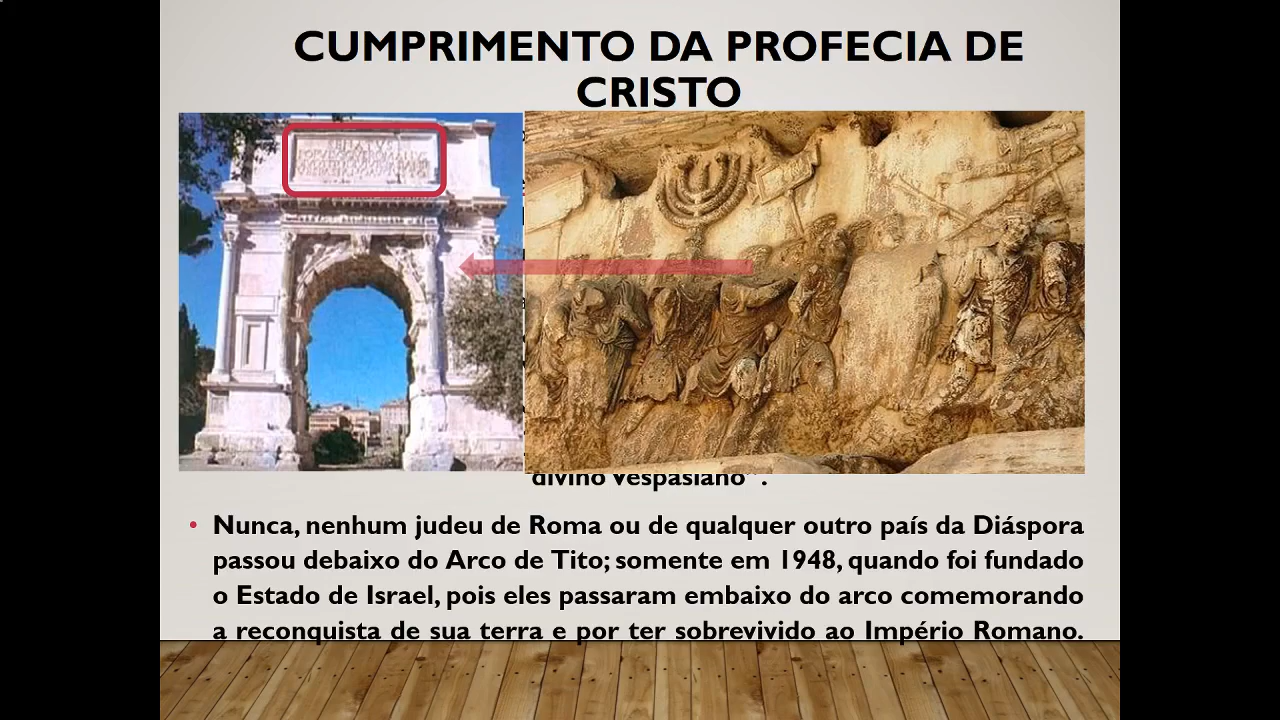 CUMPRIMENTO DA PROFECIA DE
CRISTO
SENATVS
divino Vespasiano”.
• Nunca, nenhum judeu de Roma ou de qualquer outro país da Diáspora
passou debaixo do Arco de Tito; somente em 1948, quando foi fundado
o Estado de Israel, pois eles passaram embaixo do arco comemorando
a reconquista de sua terra e por ter sobrevivido ao Império Romano.